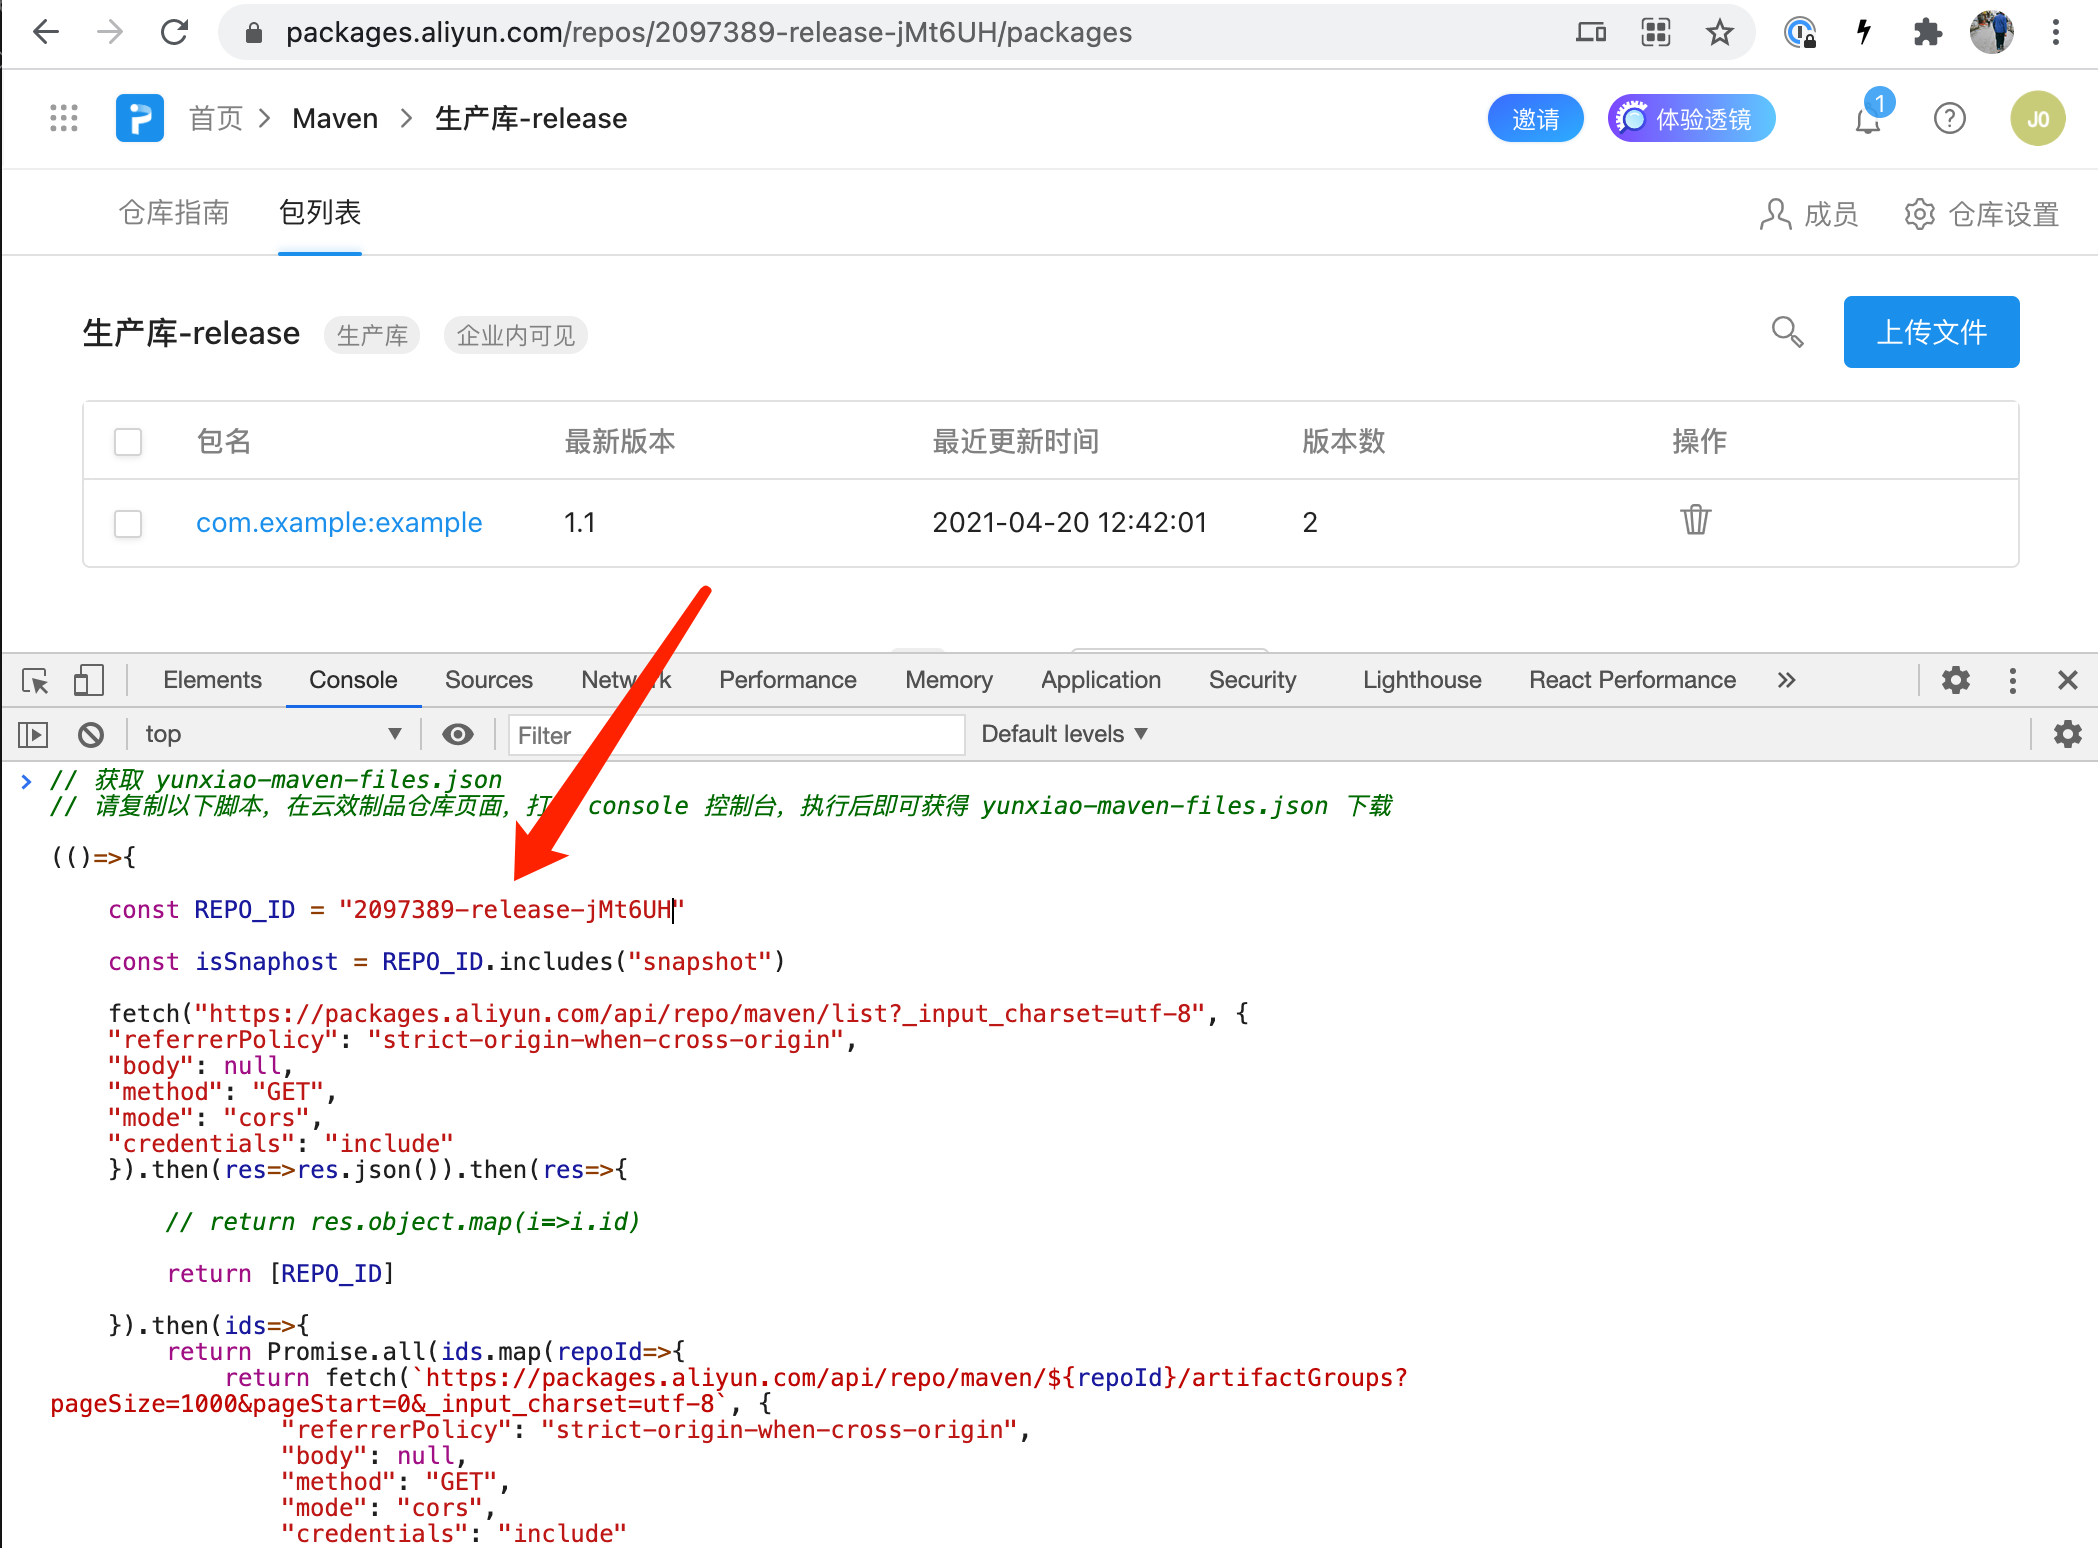 packages.aliyun.com/repos/2097389-release-jMt6UH/packages
首页 > Maven > 生产库-release
邀请
体验透镜
1
JO
仓库指南 包列表
成员
仓库设置
生产库-release 生产库 企业内可见
上传文件
包名 最新版本 最近更新时间 版本数 操作
com.example:example 1.1 2021-04-20 12:42:01 2
Elements Console Sources Network Performance Memory Application Security Lighthouse React Performance
top Filter Default levels
// 获取 yunxiao-maven-files.json
// 请复制以下脚本，在云效制品仓库页面，打 console 控制台，执行后即可获得 yunxiao-maven-files.json 下载
(()=>{
const REPO_ID = "2097389-release-jMt6UH"
const isSnaphost = REPO_ID.includes("snapshot")
fetch("https://packages.aliyun.com/api/repo/maven/list?_input_charset=utf-8", {
"referrerPolicy": "strict-origin-when-cross-origin",
"body": null,
"method": "GET",
"mode": "cors",
"credentials": "include"
}).then(res=>res.json()).then(res=>{
// return res.object.map(i=>i.id)
return [REPO_ID]
}).then(ids=>{
return Promise.all(ids.map(repoId=>{
return fetch(`https://packages.aliyun.com/api/repo/maven/${repoId}/artifactGroups?
pageSize=1000&pageStart=0&_input_charset=utf-8`, {
"referrerPolicy": "strict-origin-when-cross-origin",
"body": null,
"method": "GET",
"mode": "cors",
"credentials": "include"